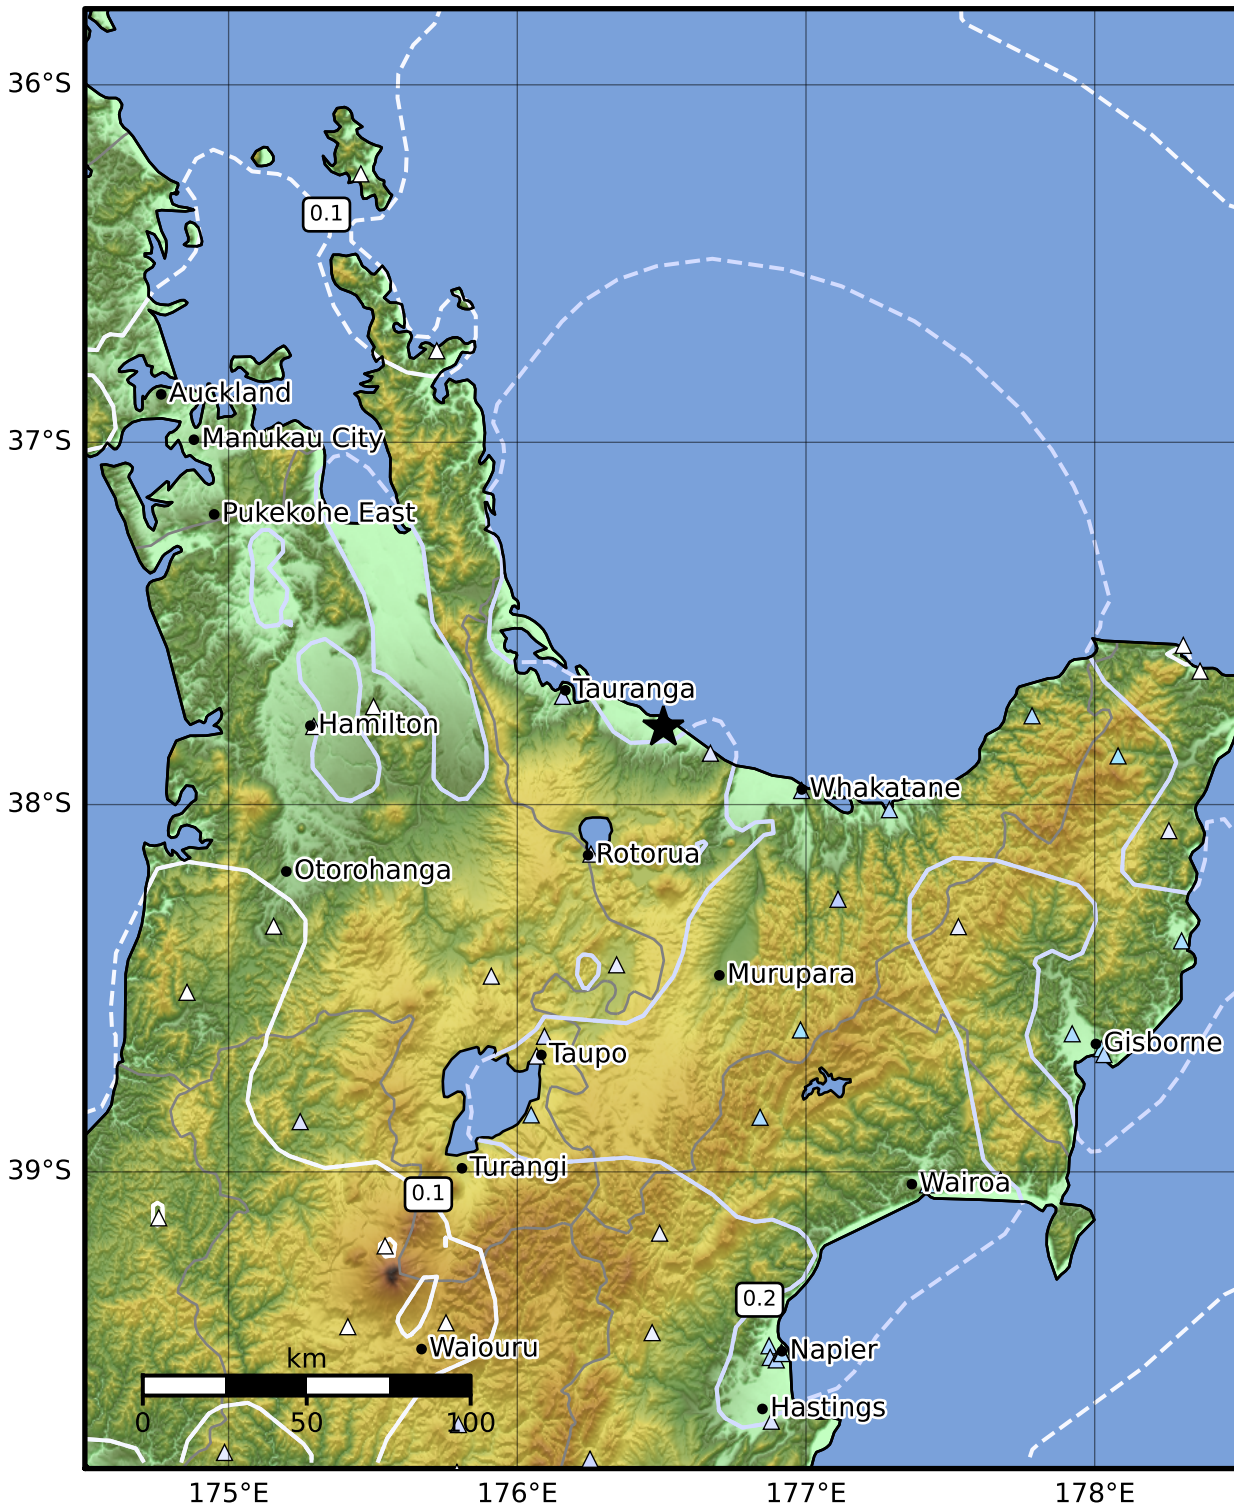 36°S
0.1
Auckland
37°S
Manukau City
Pukekohe East
Tauranga
Hamilton
Whakatane
38°S
Rotorua
Otorohanga
Murupara
Gisborne
Taupo
39°S
Turangi
Wairoa
0.1
0.2
Waiouru
Napier
km
Hastings
0 50 100
175°E 176°E 177°E 178°E